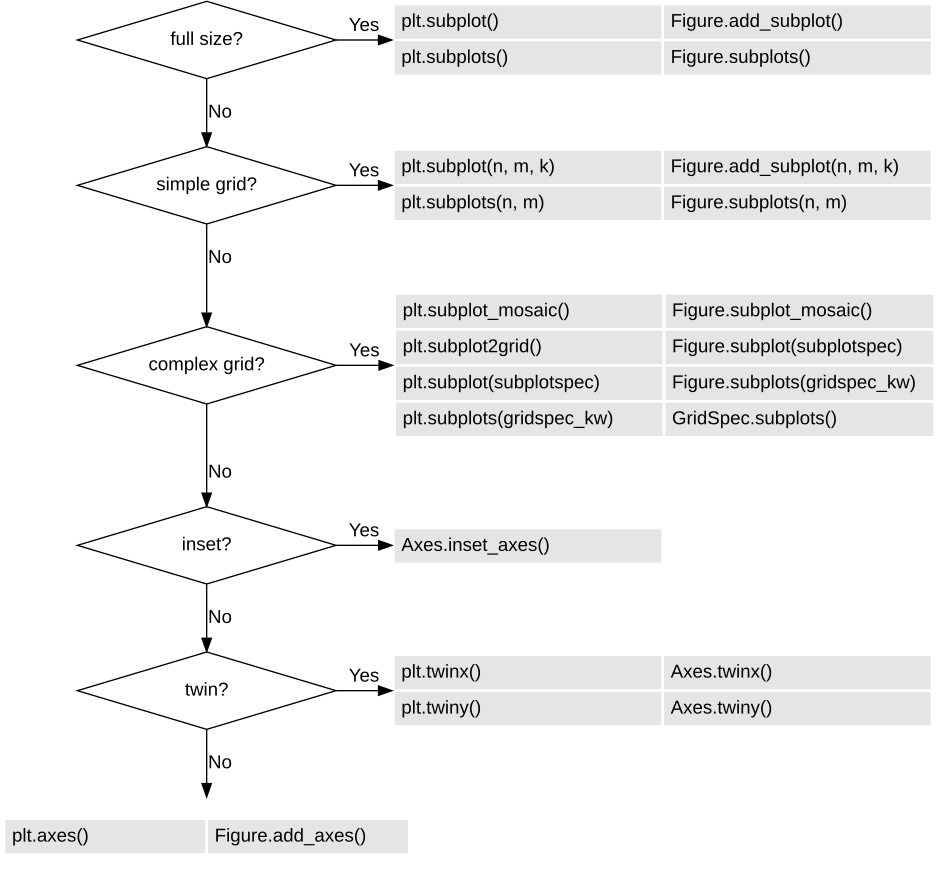 full size?
Yes
plt.subplot()
Figure.add_subplot()
plt.subplots()
Figure.subplots()
No
simple grid?
Yes
plt.subplot(n, m, k)
Figure.add_subplot(n, m, k)
plt.subplots(n, m)
Figure.subplots(n, m)
No
complex grid?
Yes
plt.subplot_mosaic()
Figure.subplot_mosaic()
plt.subplot2grid()
Figure.subplot(subplotspec)
plt.subplot(subplotspec)
Figure.subplots(gridspec_kw)
plt.subplots(gridspec_kw)
GridSpec.subplots()
No
inset?
Yes
Axes.inset_axes()
No
twin?
Yes
plt.twinx()
Axes.twinx()
plt.twiny()
Axes.twiny()
No
plt.axes()
Figure.add_axes()